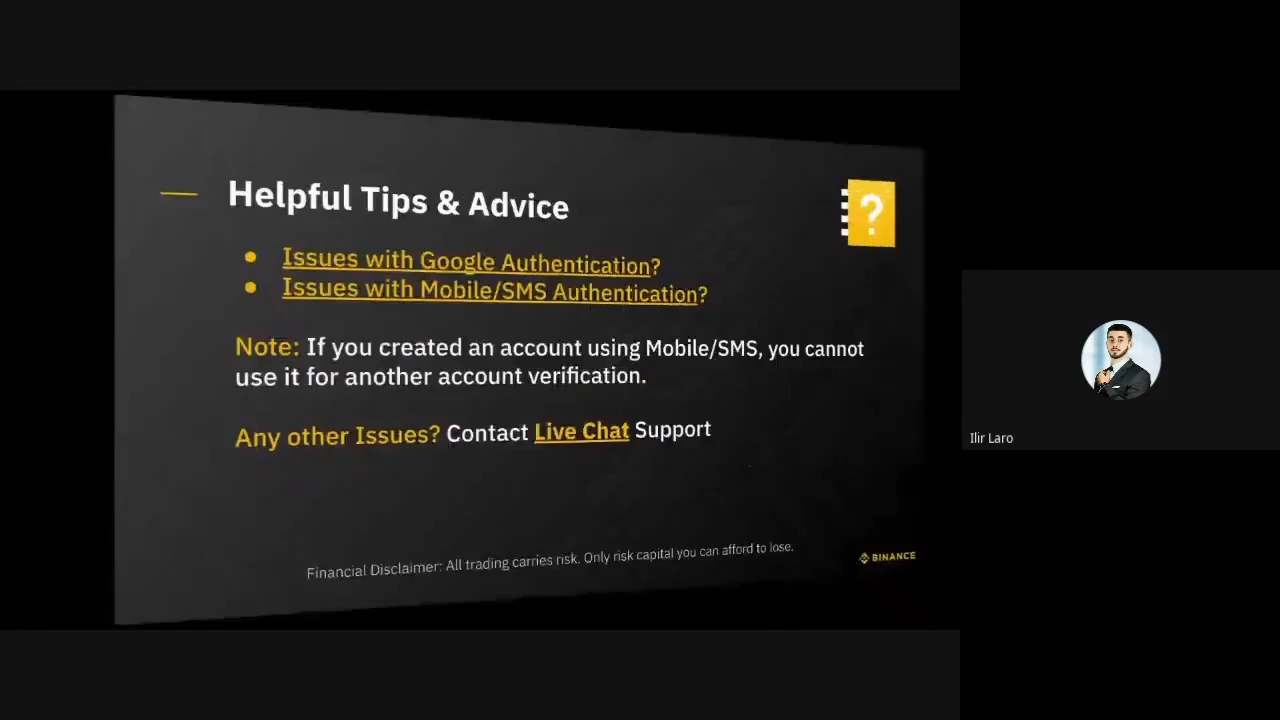 Helpful Tips & Advice
?
Issues with Google Authentication?
Issues with Mobile/SMS Authentication?
Note: If you created an account using Mobile/SMS, you cannot
use it for another account verification.
Any other Issues? Contact Live Chat Support
Financial Disclaimer: All trading carries risk. Only risk capital you can afford to lose.
BINANCE
Ilir Laro